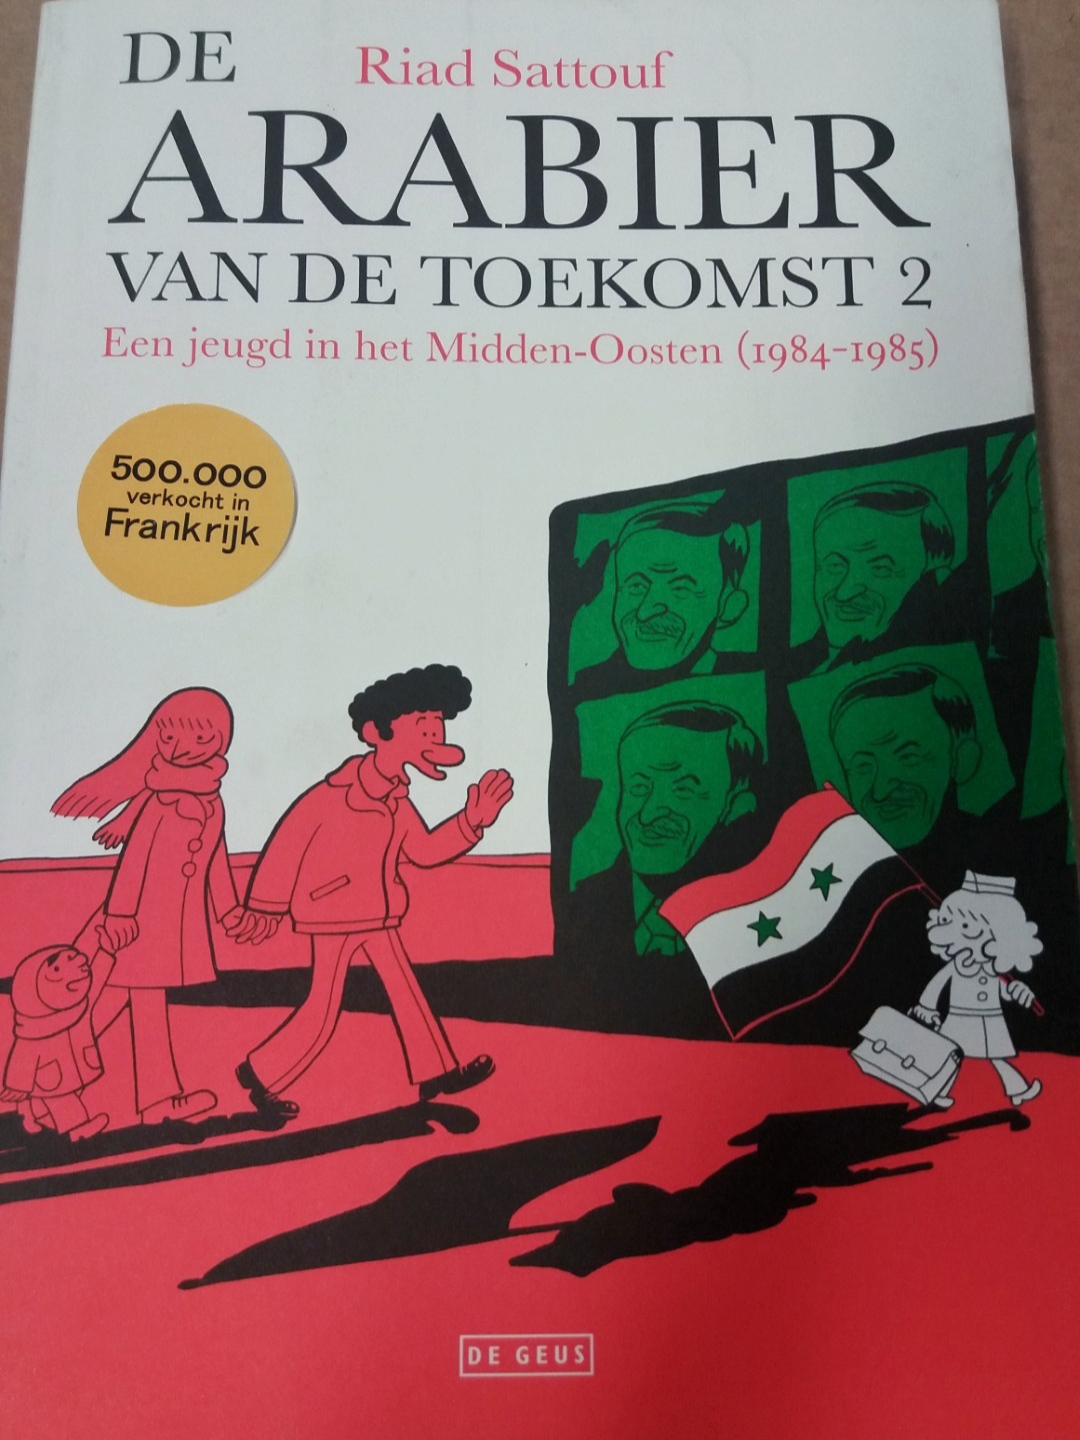 DE Riad Sattouf
ARABIER
VAN DE TOEKOMST 2
Een jeugd in het Midden-Oosten (1984-1985)
500.000
verkocht in
Frankrijk
DE GEUS